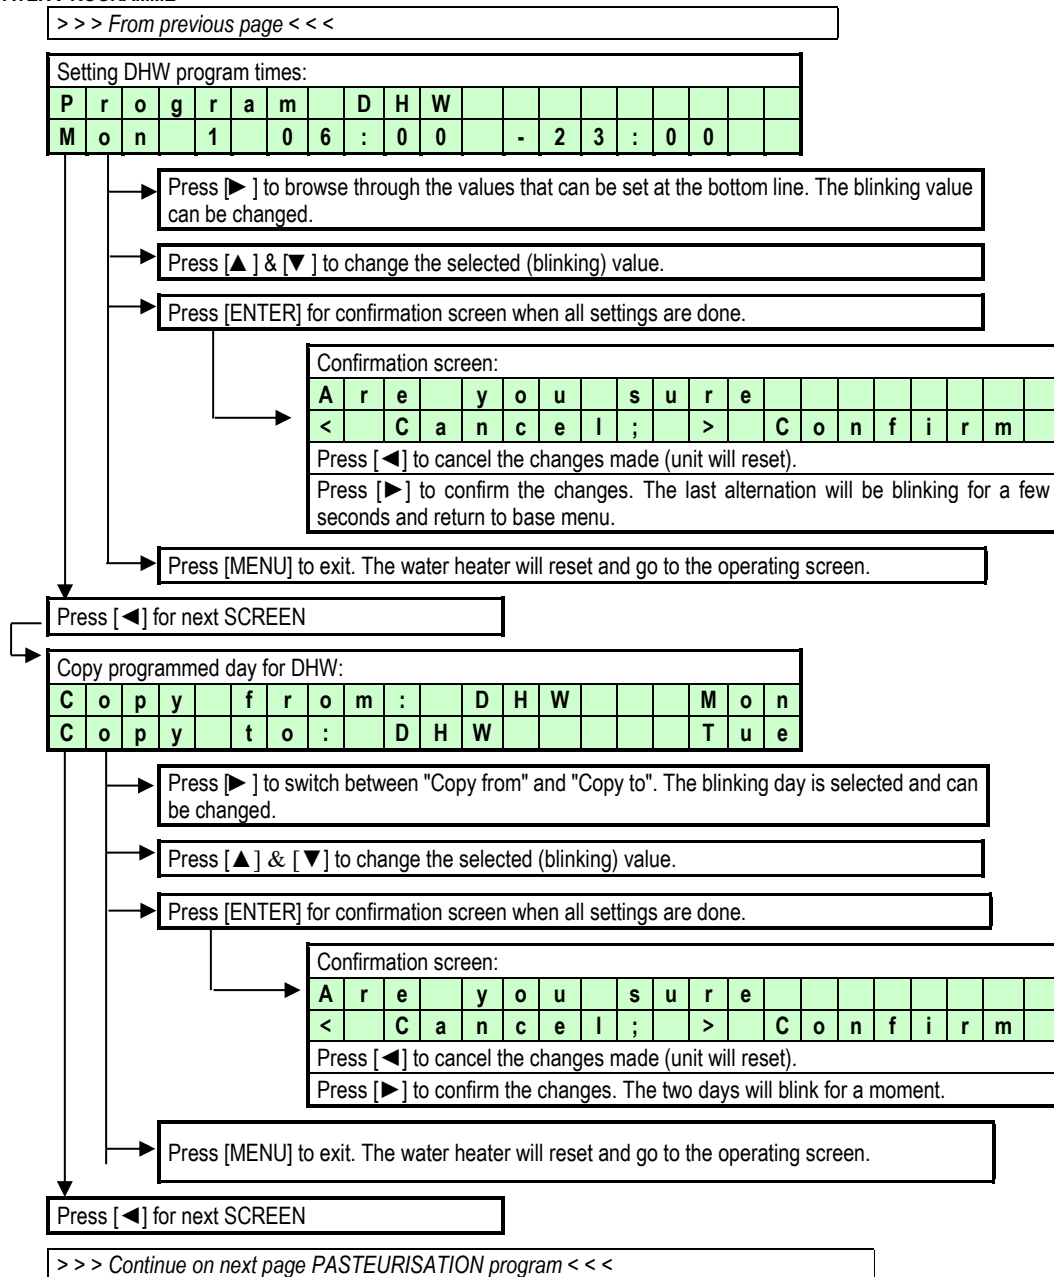 > > > From previous page < < <
Setting DHW program times:
Program DHW
Mon 1 06:00 -23:00
Press [► ] to browse through the values that can be set at the bottom line. The blinking value
can be changed.
Press [▲ ] & [▼ ] to change the selected (blinking) value.
Press [ENTER] for confirmation screen when all settings are done.
Confirmation screen:
Are you sure
< Cancel; > Confirm
Press [◄] to cancel the changes made (unit will reset).
Press [►] to confirm the changes. The last alternation will be blinking for a few
seconds and return to base menu.
Press [MENU] to exit. The water heater will reset and go to the operating screen.
Press [◄] for next SCREEN
Copy programmed day for DHW:
Copy from: DHW Mon
Copy to: DHW Tue
Press [► ] to switch between "Copy from" and "Copy to". The blinking day is selected and can
be changed.
Press [▲] & [▼] to change the selected (blinking) value.
Press [ENTER] for confirmation screen when all settings are done.
Confirmation screen:
Are you sure
< Cancel; > Confirm
Press [◄] to cancel the changes made (unit will reset).
Press [►] to confirm the changes. The two days will blink for a moment.
Press [MENU] to exit. The water heater will reset and go to the operating screen.
Press [◄] for next SCREEN
> > > Continue on next page PASTEURISATION program < < <